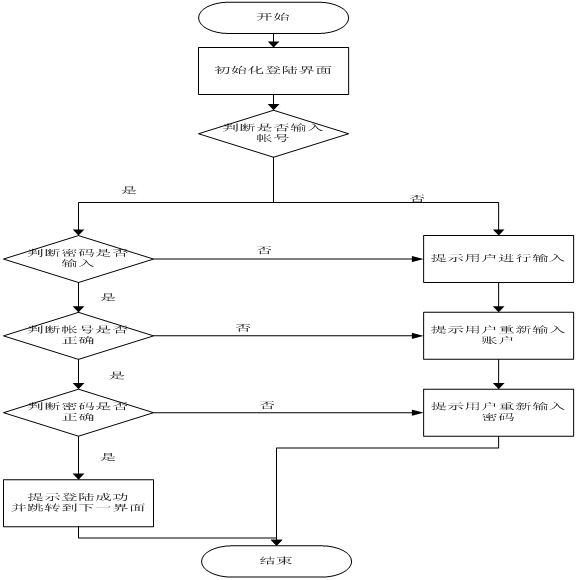 开始
初始化登陆界面
判断是否输入
帐号
是
否
判断密码是否
输入
否
提示用户进行输入
是
判断帐号是否
正确
否
提示用户重新输入
账户
是
判断密码是否
正确
否
提示用户重新输入
密码
是
提示登陆成功
并跳转到下一界面
结束